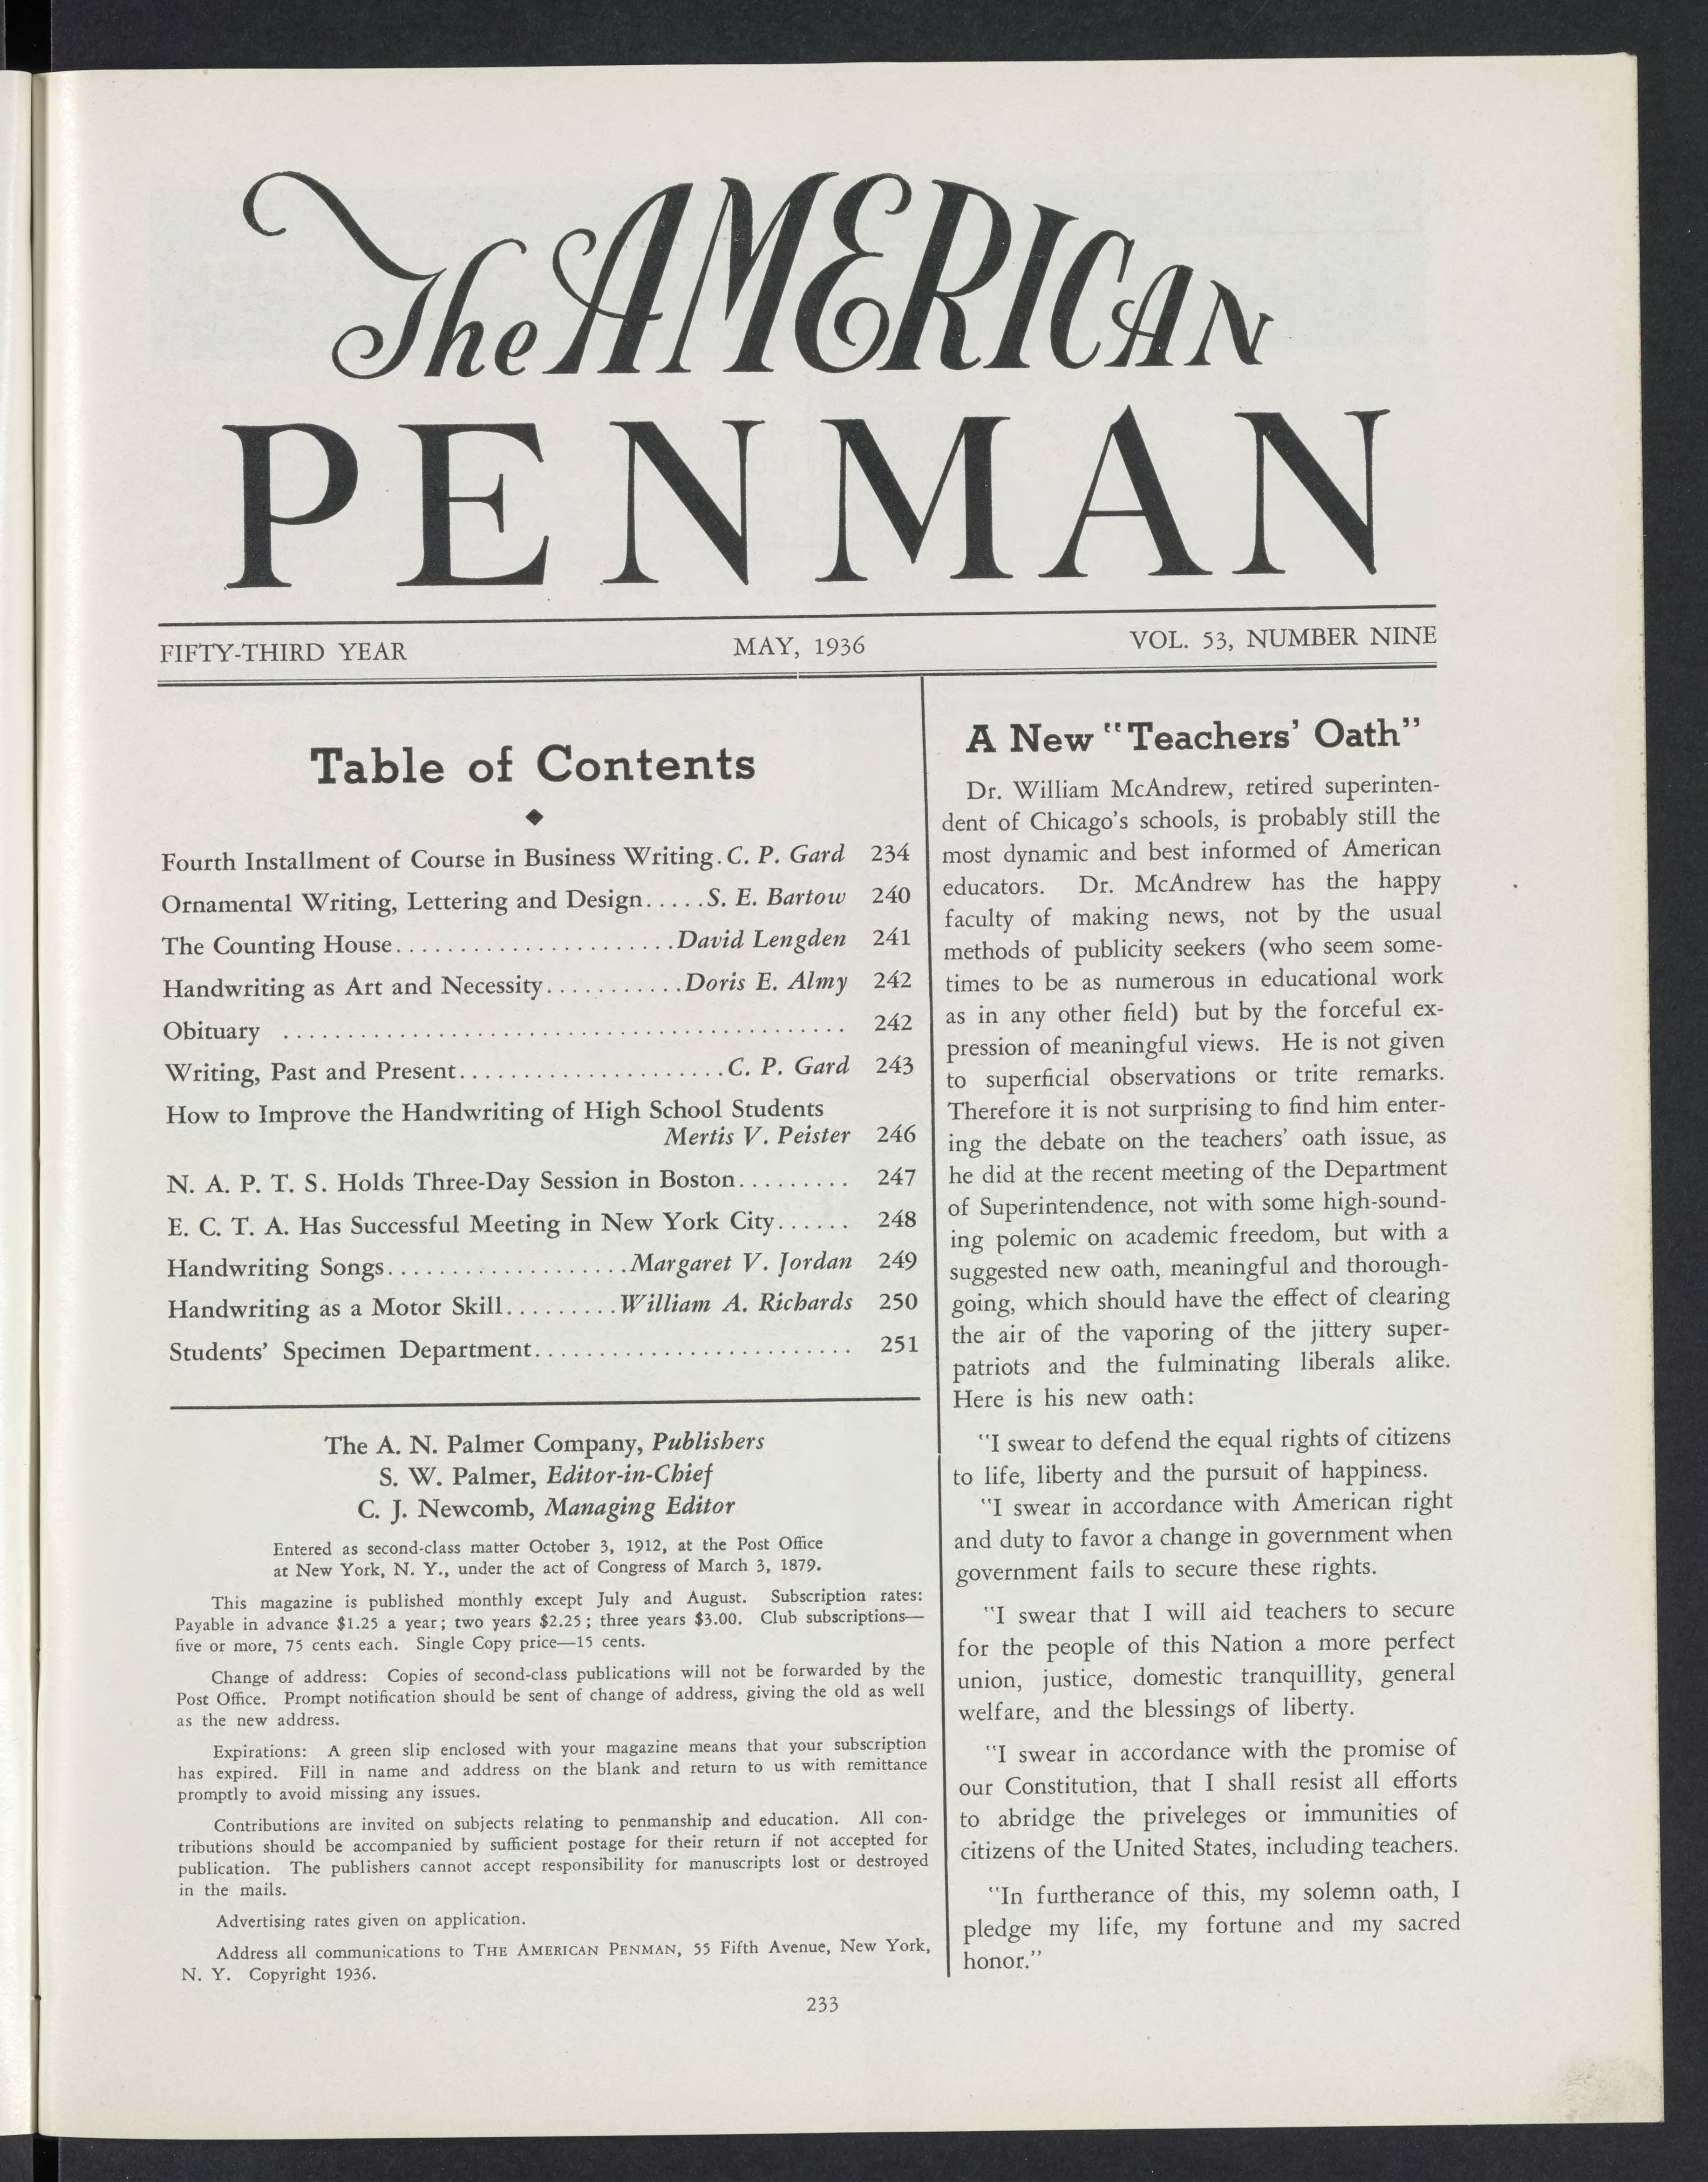 The AMERICAN
PENMAN
FIFTY-THIRD YEAR MAY, 1936 VOL. 53, NUMBER NINE
Table of Contents
Fourth Installment of Course in Business Writing. C. P. Gard 234
Ornamental Writing, Lettering and Design.....S. E. Bartow 240
The Counting House......................David Lengden 241
Handwriting as Art and Necessity...........Doris E. Almy 242
Obituary ............................................ 242
Writing, Past and Present.....................C. P. Gard 243
How to Improve the Handwriting of High School Students
Mertis V. Peister 246
N. A. P. T. S. Holds Three-Day Session in Boston......... 247
E. C. T. A. Has Successful Meeting in New York City...... 248
Handwriting Songs...................Margaret V. Jordan 249
Handwriting as a Motor Skill.........William A. Richards 250
Students' Specimen Department......................... 251
The A. N. Palmer Company, Publishers
S. W. Palmer, Editor-in-Chief
C. J. Newcomb, Managing Editor
Entered as second-class matter October 3, 1912, at the Post Office
at New York, N. Y., under the act of Congress of March 3, 1879.
This magazine is published monthly except July and August. Subscription rates:
Payable in advance $1.25 a year; two years $2.25; three years $3.00. Club subscriptions—
five or more, 75 cents each. Single Copy price—15 cents.
Change of address: Copies of second-class publications will not be forwarded by the
Post Office. Prompt notification should be sent of change of address, giving the old as well
as the new address.
Expirations: A green slip enclosed with your magazine means that your subscription
has expired. Fill in name and address on the blank and return to us with remittance
promptly to avoid missing any issues.
Contributions are invited on subjects relating to penmanship and education. All con-
tributions should be accompanied by sufficient postage for their return if not accepted for
publication. The publishers cannot accept responsibility for manuscripts lost or destroyed
in the mails.
Advertising rates given on application.
Address all communications to THE AMERICAN PENMAN, 55 Fifth Avenue, New York,
N. Y. Copyright 1936.
A New "Teachers' Oath"
Dr. William McAndrew, retired superinten-
dent of Chicago's schools, is probably still the
most dynamic and best informed of American
educators. Dr. McAndrew has the happy
faculty of making news, not by the usual
methods of publicity seekers (who seem some-
times to be as numerous in educational work
as in any other field) but by the forceful ex-
pression of meaningful views. He is not given
to superficial observations or trite remarks.
Therefore it is not surprising to find him enter-
ing the debate on the teachers' oath issue, as
he did at the recent meeting of the Department
of Superintendence, not with some high-sound-
ing polemic on academic freedom, but with a
suggested new oath, meaningful and thorough-
going, which should have the effect of clearing
the air of the vaporing of the jittery super-
patriots and the fulminating liberals alike.
Here is his new oath:
"I swear to defend the equal rights of citizens
to life, liberty and the pursuit of happiness.
"I swear in accordance with American right
and duty to favor a change in government when
government fails to secure these rights.
"I swear that I will aid teachers to secure
for the people of this Nation a more perfect
union, justice, domestic tranquillity, general
welfare, and the blessings of liberty.
"I swear in accordance with the promise of
our Constitution, that I shall resist all efforts
to abridge the priveleges or immunities of
citizens of the United States, including teachers.
"In furtherance of this, my solemn oath, I
pledge my life, my fortune and my sacred
honor."
233